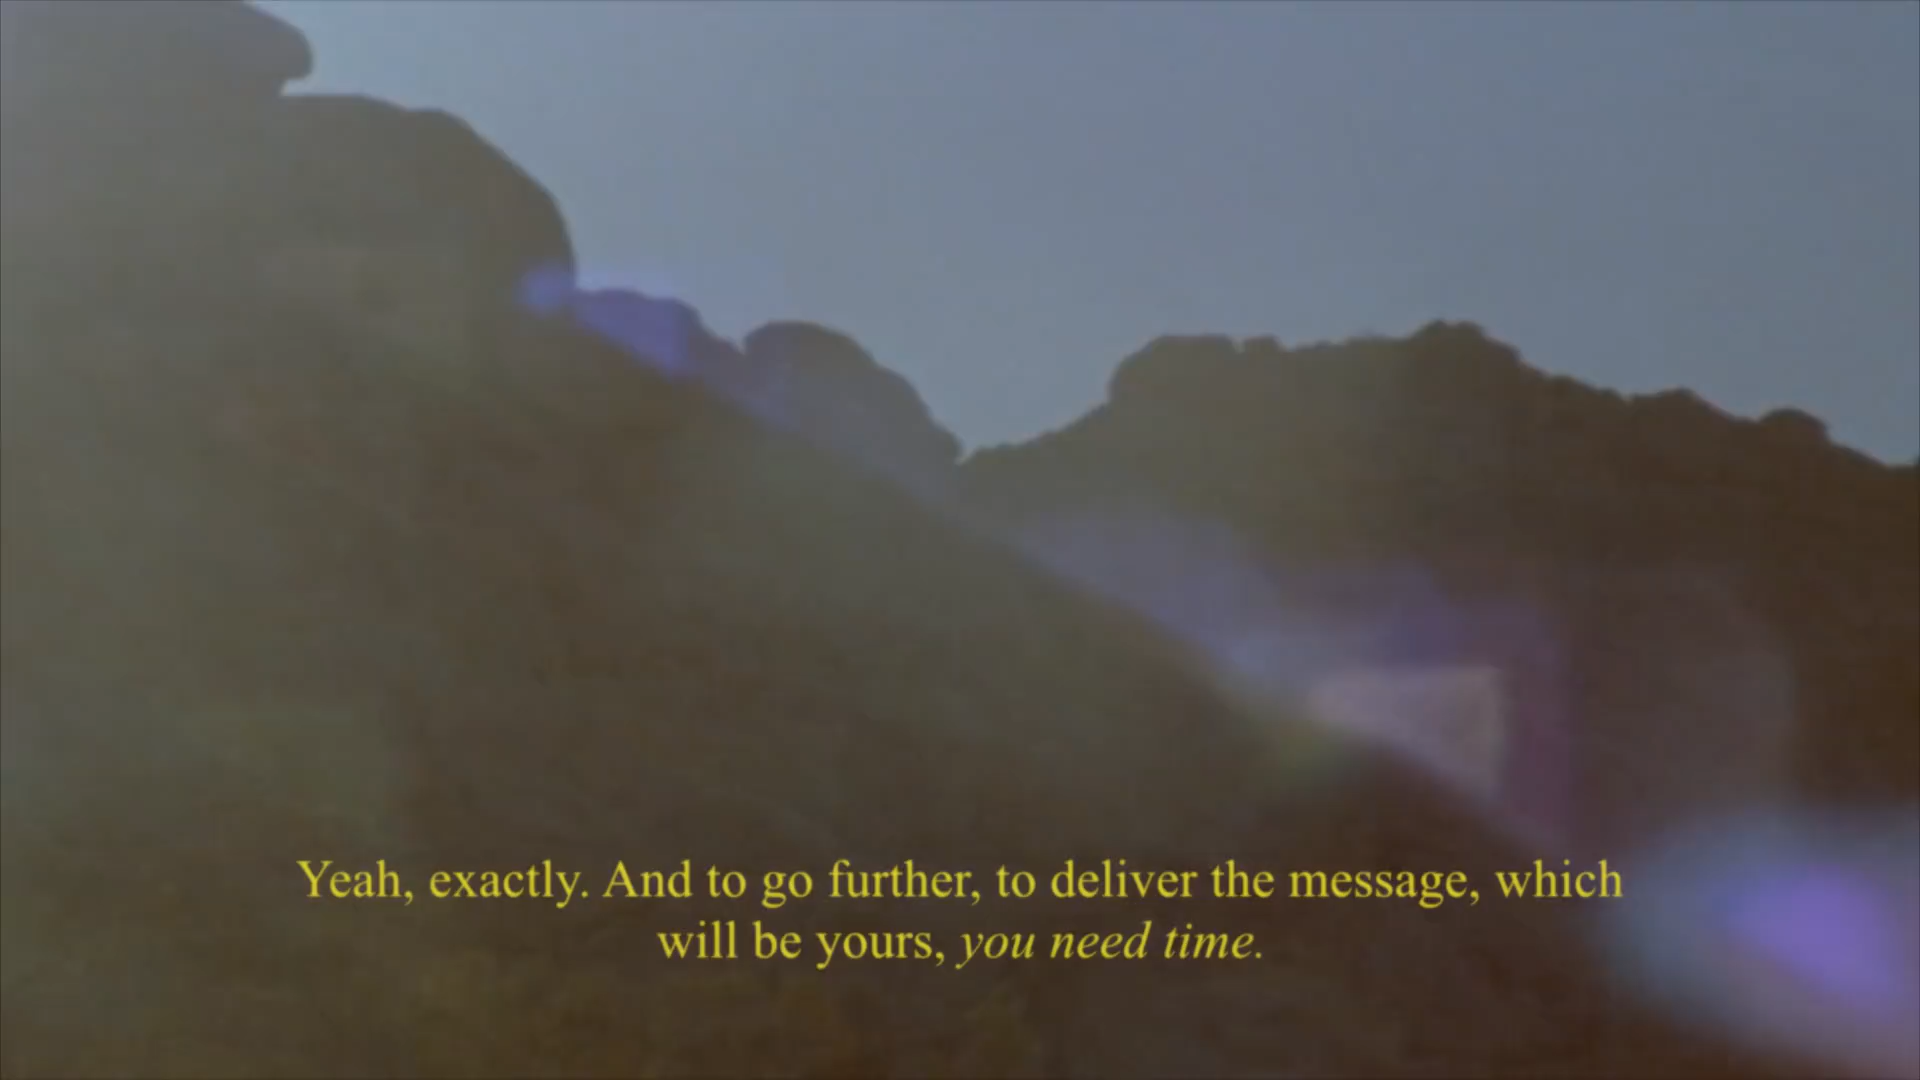 Yeah, exactly. And to go further, to deliver the message, which
will be yours, you need time.